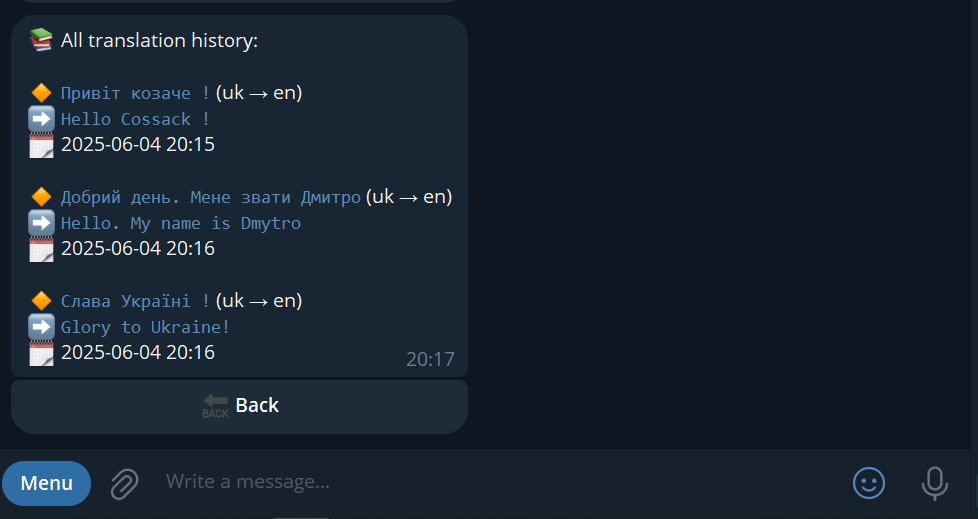 📚 All translation history:
🔶 Привіт козаче ! (uk → en)
➡️ Hello Cossack !
🗓 2025-06-04 20:15
🔶 Добрий день. Мене звати Дмитро (uk → en)
➡️ Hello. My name is Dmytro
🗓 2025-06-04 20:16
🔶 Слава Україні ! (uk → en)
➡️ Glory to Ukraine!
🗓 2025-06-04 20:16
20:17
🔙 Back
Menu
Write a message...